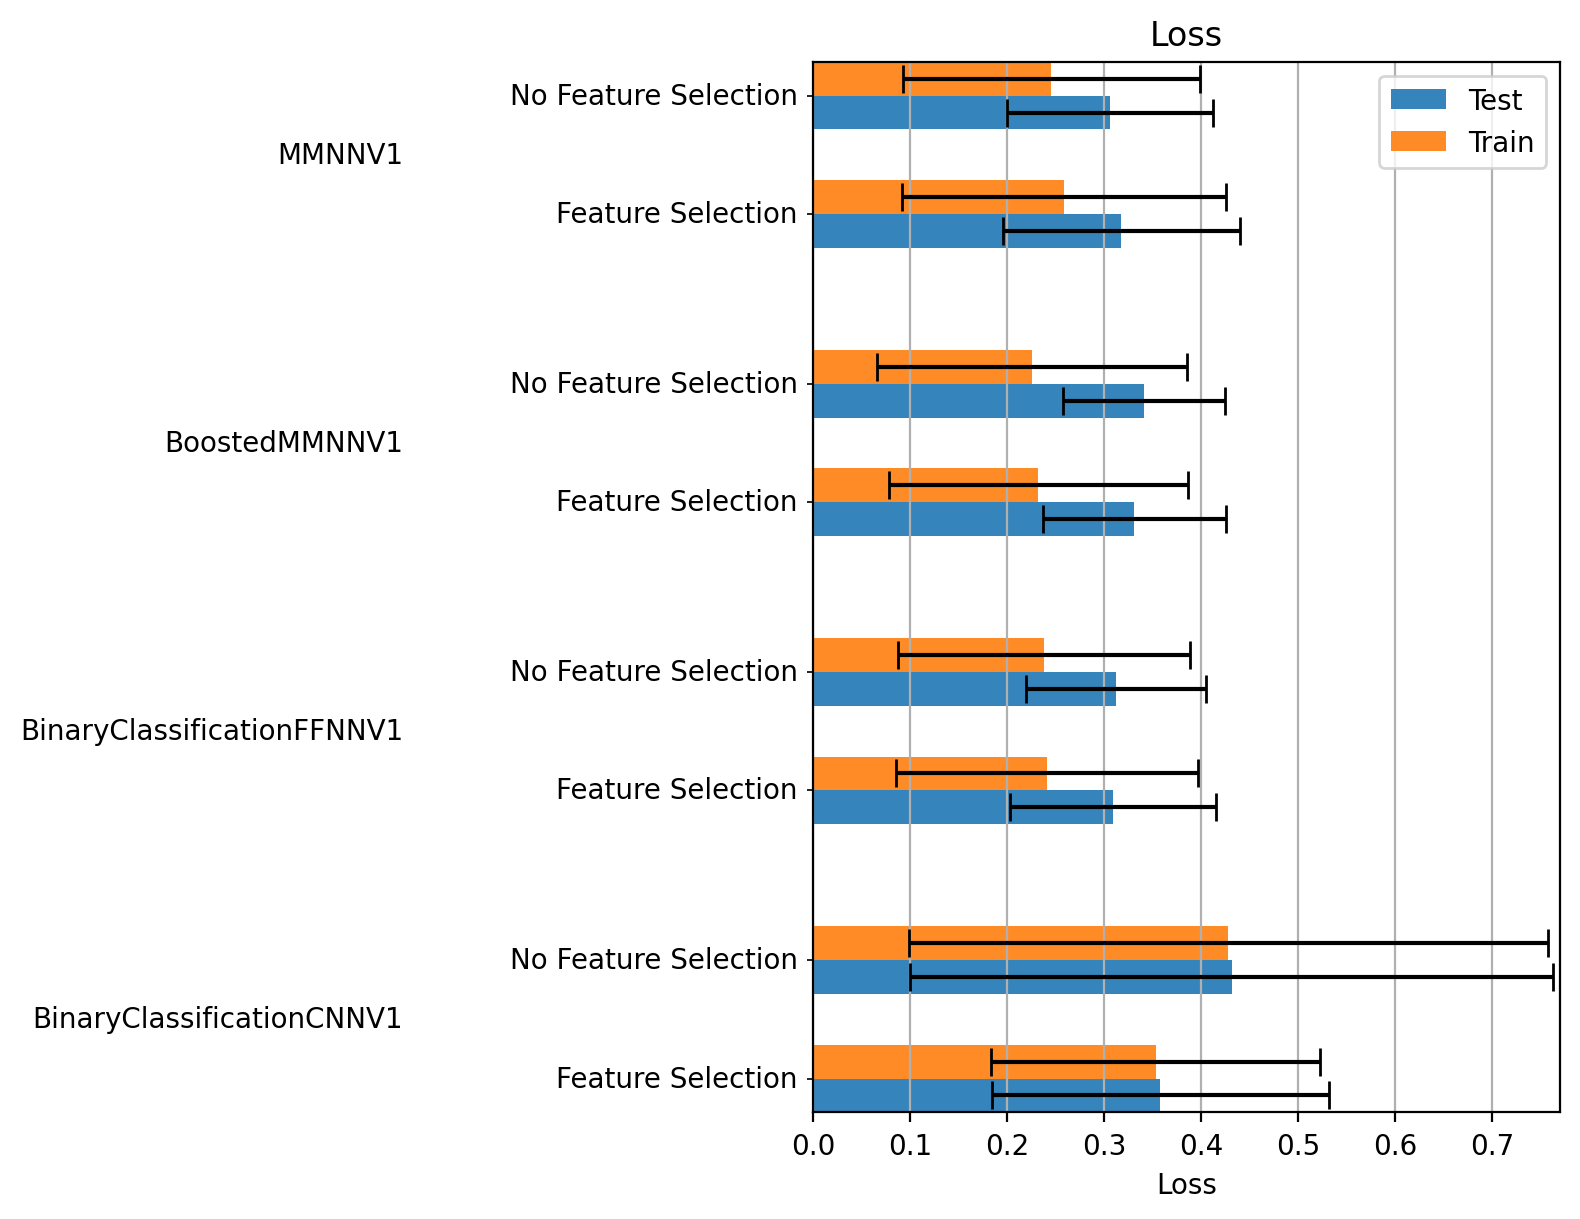 Loss
No Feature Selection
MMNNV1
Feature Selection
No Feature Selection
BoostedMMNNV1
Feature Selection
No Feature Selection
BinaryClassificationFFNNV1
Feature Selection
No Feature Selection
BinaryClassificationCNNV1
Feature Selection
Test
Train
0.0 0.1 0.2 0.3 0.4 0.5 0.6 0.7
Loss